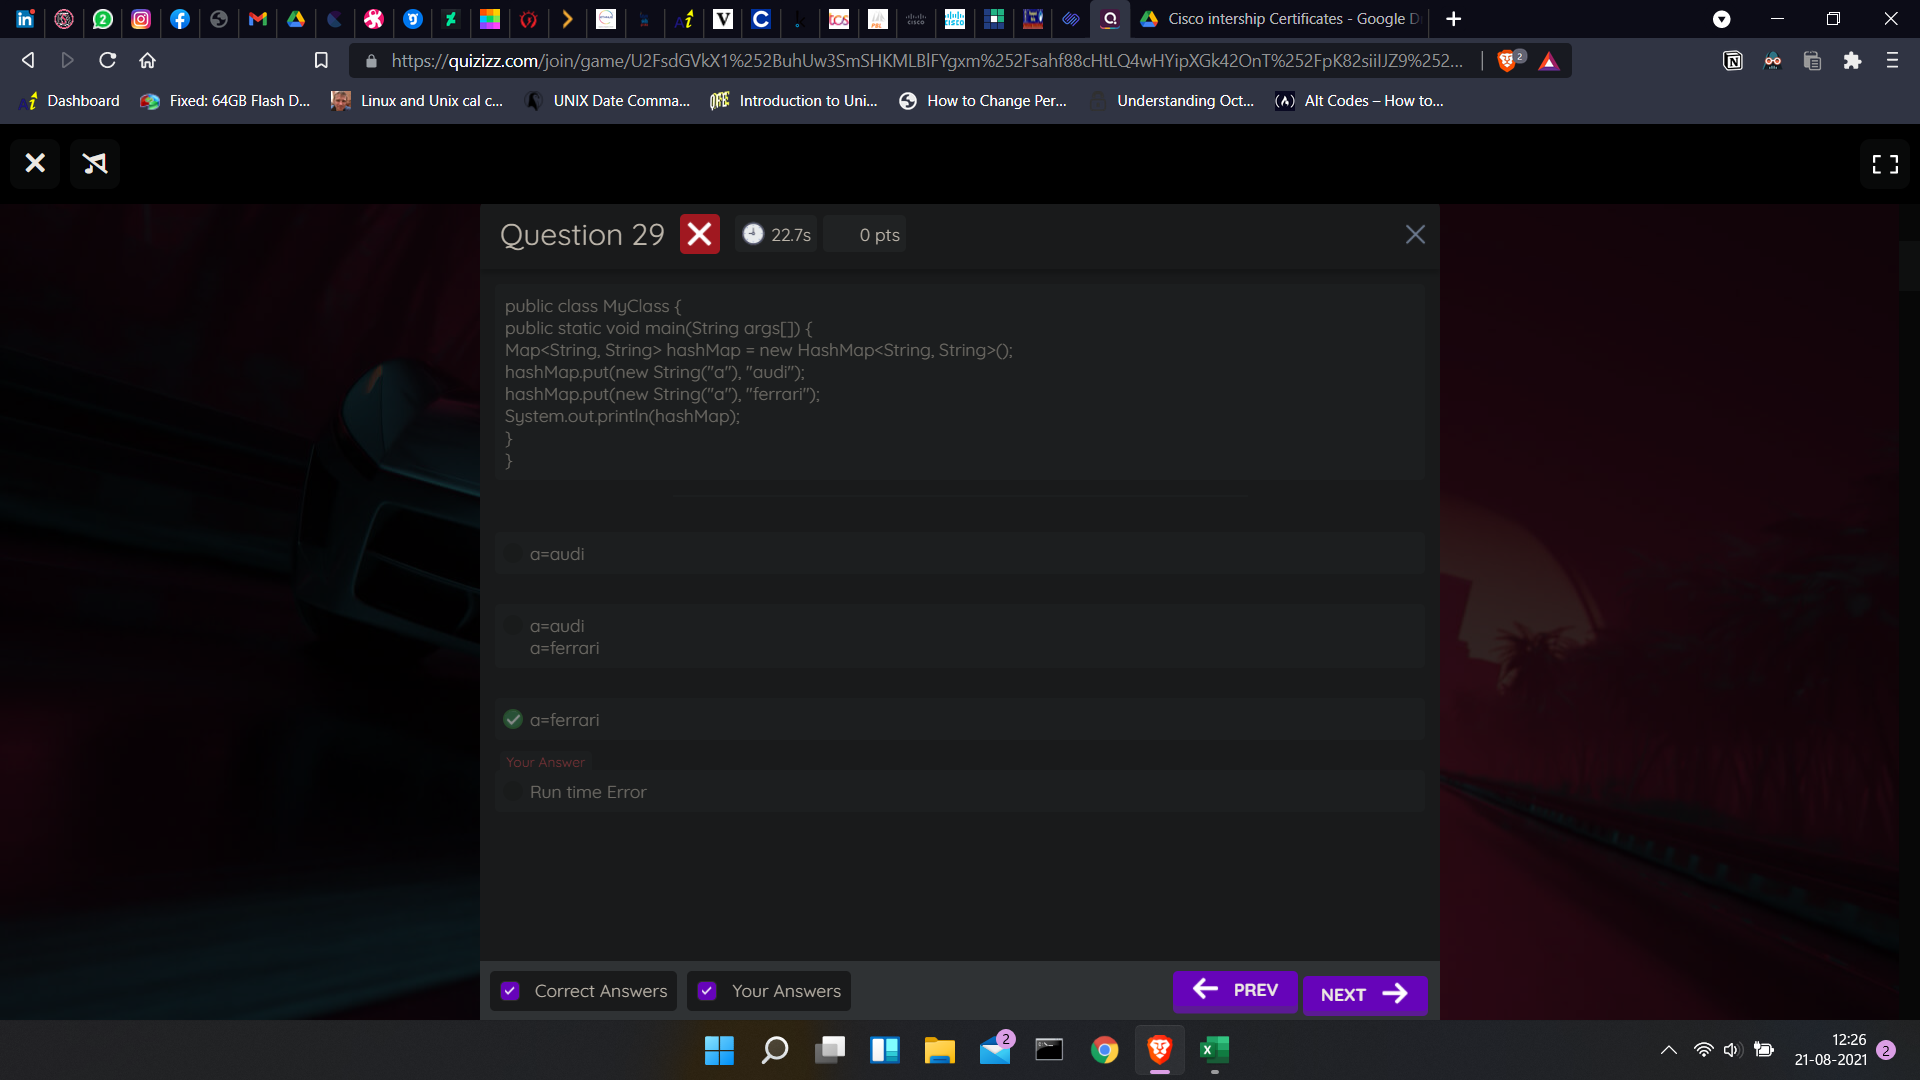 Cisco intership Certificates - Google D
https://quizizz.com/join/game/U2FsdGVkX1%252BuhUw3SmSHKMLBlFYgxm%252Fsahf88cHtLQ4wHYipXGk42OnT%252FpK82siiIJZ9%252...
2
Dashboard
Fixed: 64GB Flash D...
Linux and Unix cal c...
UNIX Date Comma...
Introduction to Uni...
How to Change Per...
Understanding Oct...
Alt Codes – How to...
Question 29
22.7s
0 pts
public class MyClass {
public static void main(String args[]) {
Map<String, String> hashMap = new HashMap<String, String>();
hashMap.put(new String("a"), "audi");
hashMap.put(new String("a"), "ferrari");
System.out.println(hashMap);
}
}
a=audi
a=audi
a=ferrari
a=ferrari
Your Answer
Run time Error
Correct Answers
Your Answers
PREV
NEXT
2
12:26
21-08-2021
2